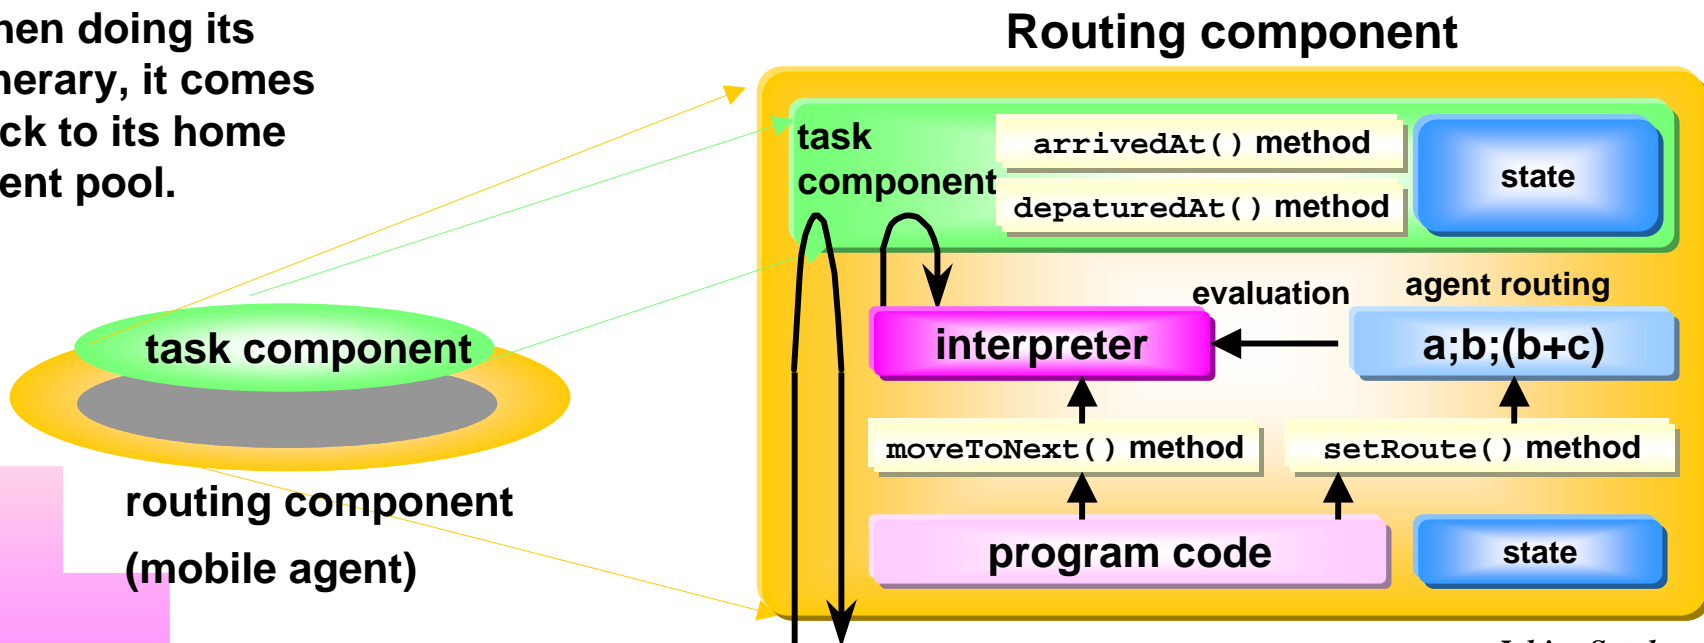 hen doing its
nerary, it comes
ck to its home
ent pool.
task component
routing component
(mobile agent)
Routing component
task
component
arrivedAt() method
depaturedAt() method
state
evaluation
agent routing
interpreter
a;b;(b+c)
moveToNext() method
setRoute() method
program code
state